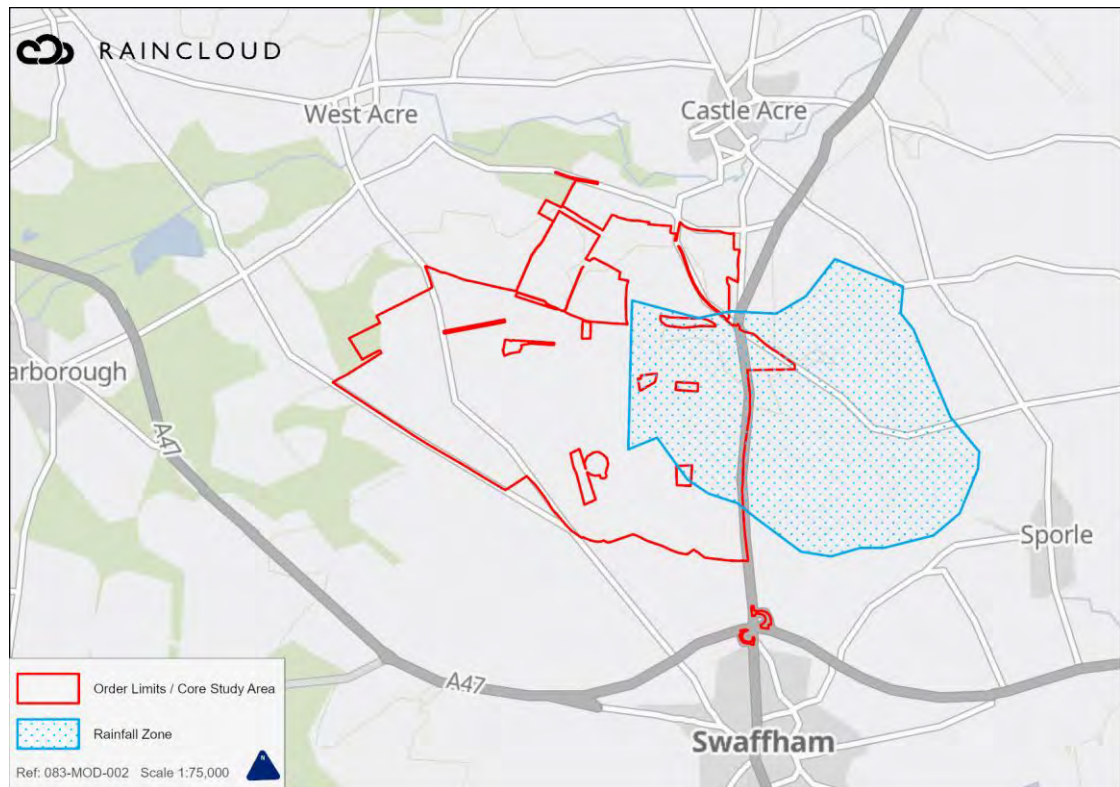 RAINCLOUD
West Acre
Castle Acre
arborough
A47
Sporle
A47
Swaffham
Order Limits / Core Study Area
Rainfall Zone
Ref: 083-MOD-002 Scale 1:75,000
N